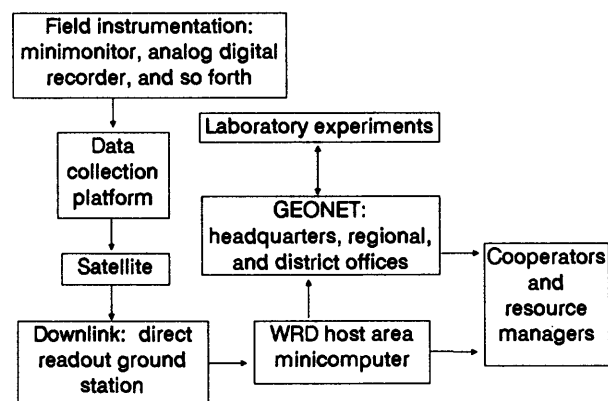 Field instrumentation:
minimonitor, analog digital
recorder, and so forth
Data
collection
platform
Satellite
Downlink: direct
readout ground
station
Laboratory experiments
GEONET:
headquarters, regional,
and district offices
WRD host area
minicomputer
Cooperators
and
resource
managers